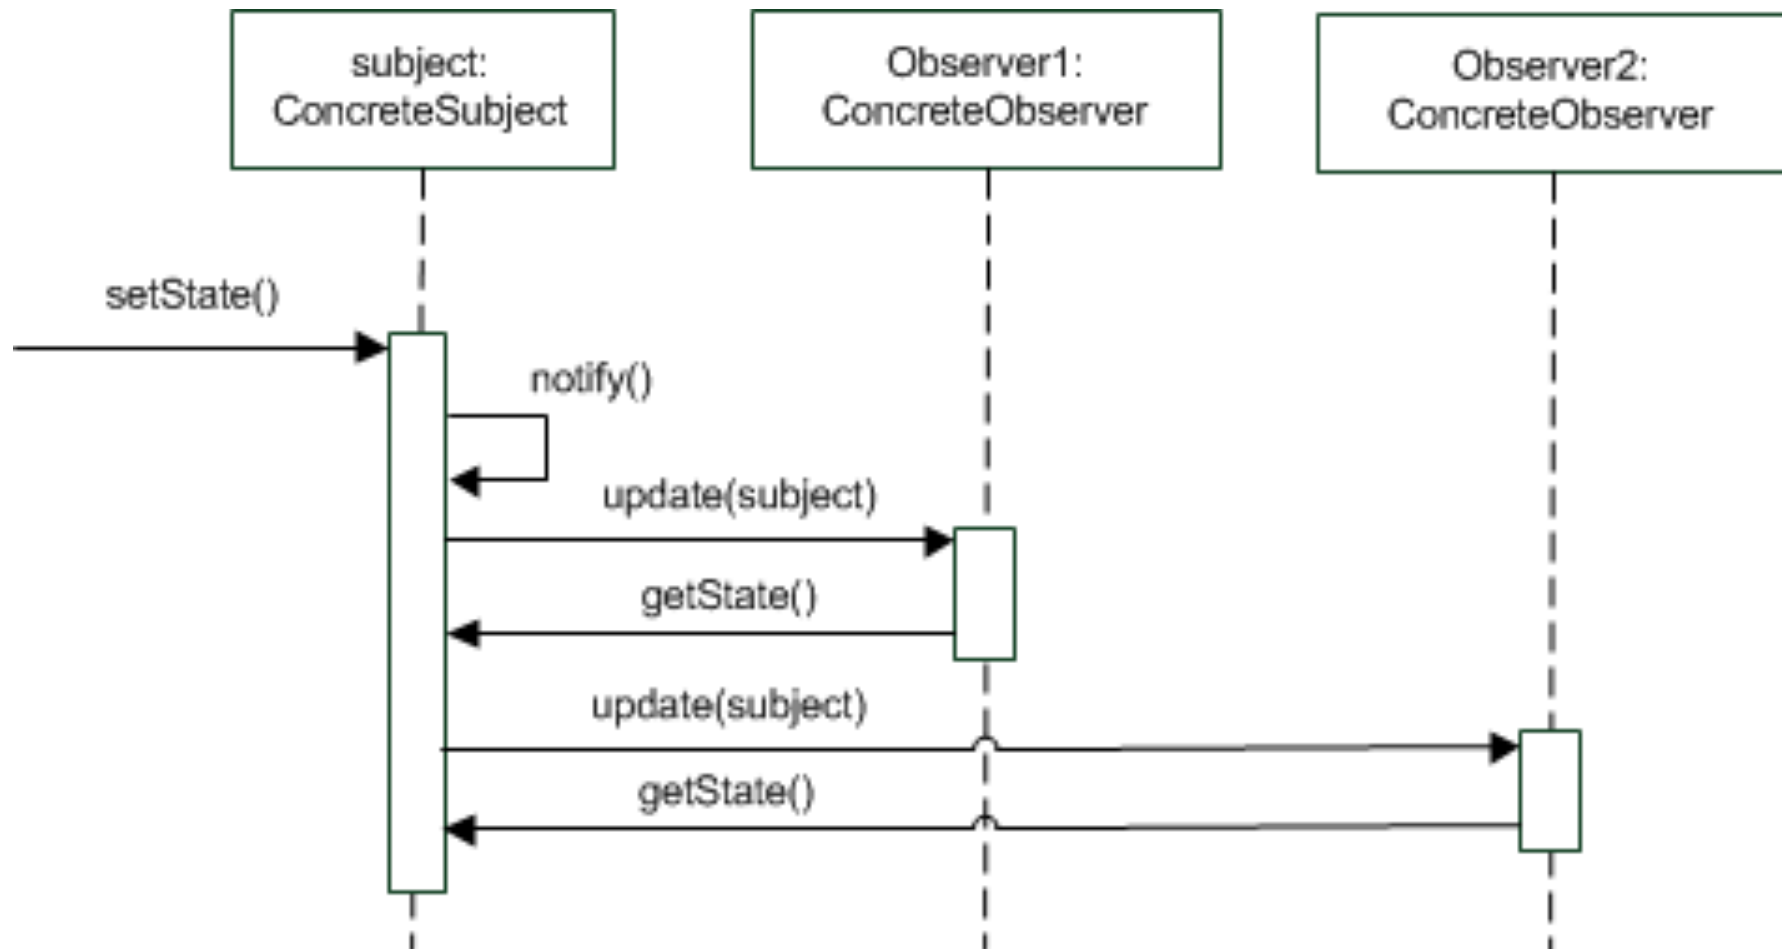 subject:
ConcreteSubject
Observer1:
ConcreteObserver
Observer2:
ConcreteObserver
setState()
notify()
update(subject)
getState()
update(subject)
getState()